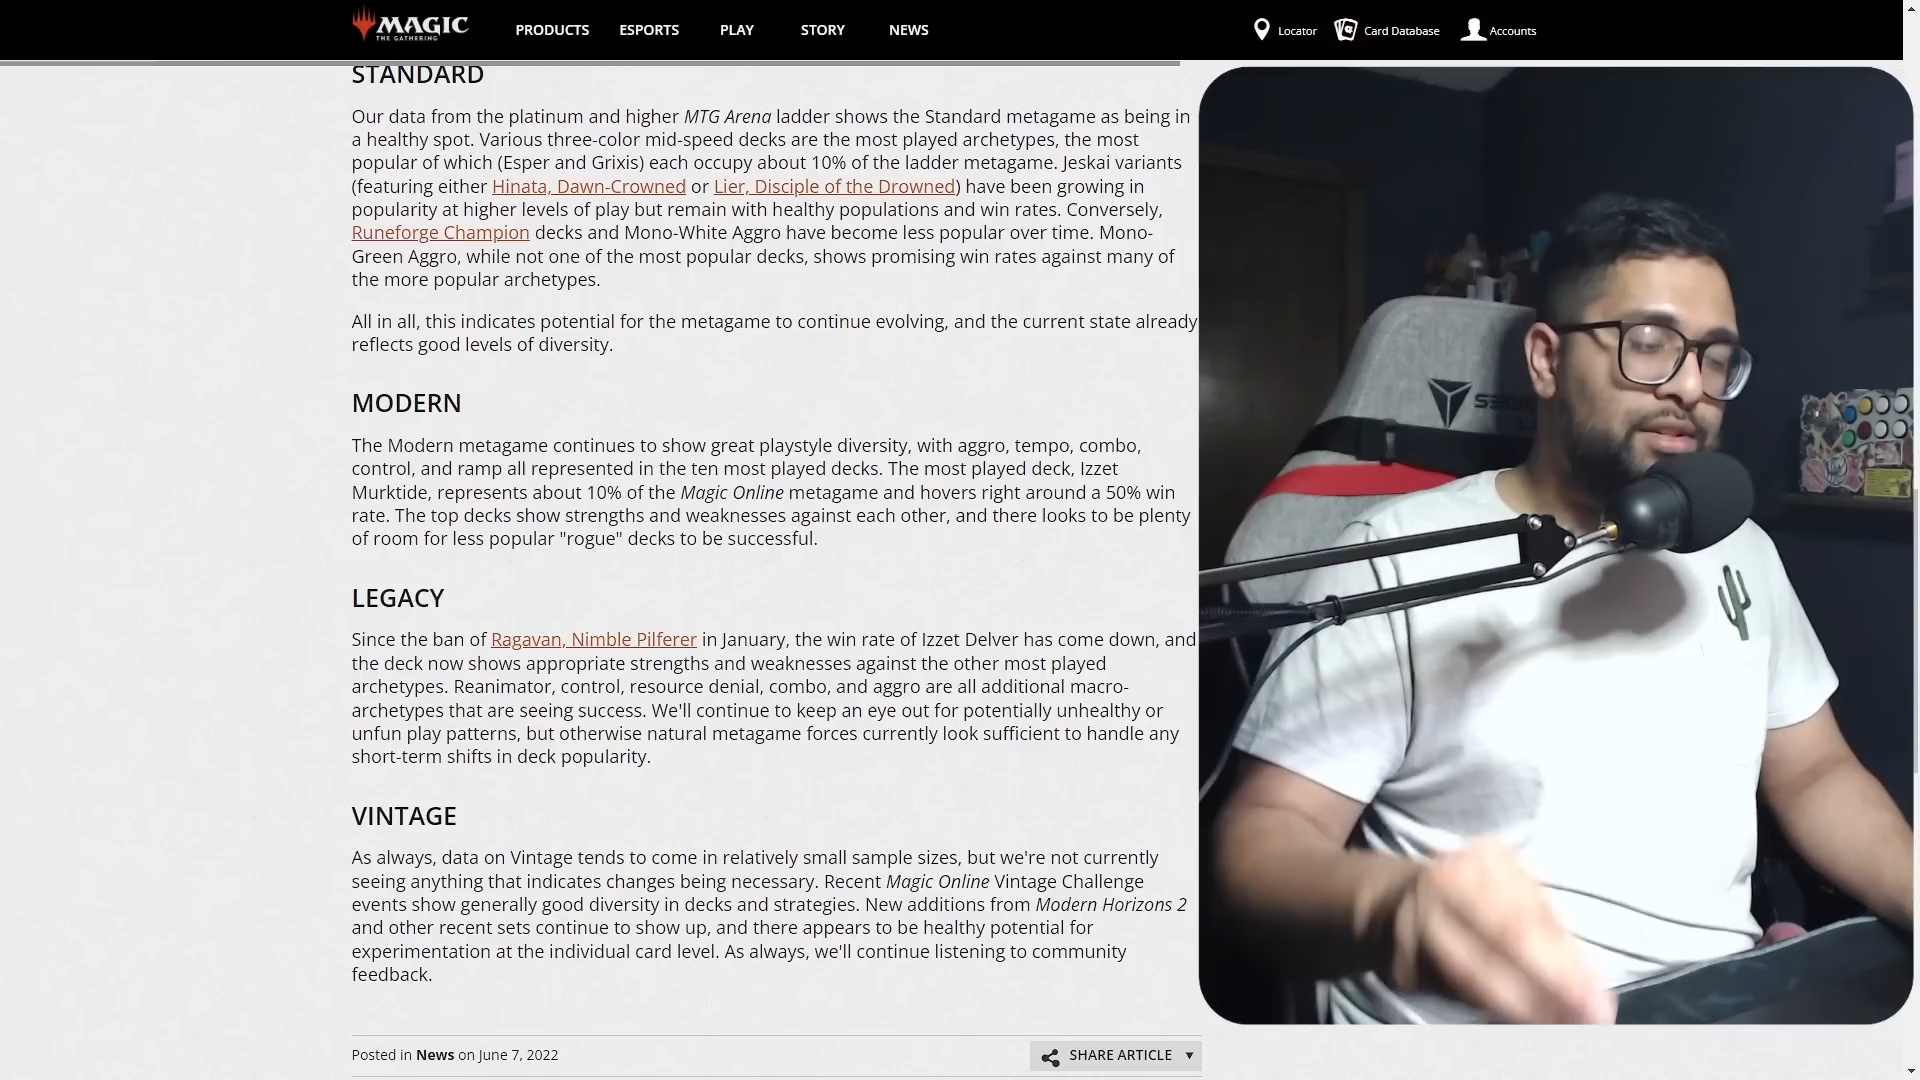 MAGIC
THE GATHERING
PRODUCTS ESPORTS PLAY STORY NEWS
Locator Card Database Accounts
STANDARD
Our data from the platinum and higher MTG Arena ladder shows the Standard metagame as being in
a healthy spot. Various three-color mid-speed decks are the most played archetypes, the most
popular of which (Esper and Grixis) each occupy about 10% of the ladder metagame. Jeskai variants
(featuring either Hinata, Dawn-Crowned or Lier, Disciple of the Drowned) have been growing in
popularity at higher levels of play but remain with healthy populations and win rates. Conversely,
Runeforge Champion decks and Mono-White Aggro have become less popular over time. Mono-
Green Aggro, while not one of the most popular decks, shows promising win rates against many of
the more popular archetypes.
All in all, this indicates potential for the metagame to continue evolving, and the current state already
reflects good levels of diversity.
MODERN
The Modern metagame continues to show great playstyle diversity, with aggro, tempo, combo,
control, and ramp all represented in the ten most played decks. The most played deck, Izzet
Murktide, represents about 10% of the Magic Online metagame and hovers right around a 50% win
rate. The top decks show strengths and weaknesses against each other, and there looks to be plenty
of room for less popular "rogue" decks to be successful.
LEGACY
Since the ban of Ragavan, Nimble Pilferer in January, the win rate of Izzet Delver has come down, and
the deck now shows appropriate strengths and weaknesses against the other most played
archetypes. Reanimator, control, resource denial, combo, and aggro are all additional macro-
archetypes that are seeing success. We'll continue to keep an eye out for potentially unhealthy or
unfun play patterns, but otherwise natural metagame forces currently look sufficient to handle any
short-term shifts in deck popularity.
VINTAGE
As always, data on Vintage tends to come in relatively small sample sizes, but we're not currently
seeing anything that indicates changes being necessary. Recent Magic Online Vintage Challenge
events show generally good diversity in decks and strategies. New additions from Modern Horizons 2
and other recent sets continue to show up, and there appears to be healthy potential for
experimentation at the individual card level. As always, we'll continue listening to community
feedback.
Posted in News on June 7, 2022
SHARE ARTICLE